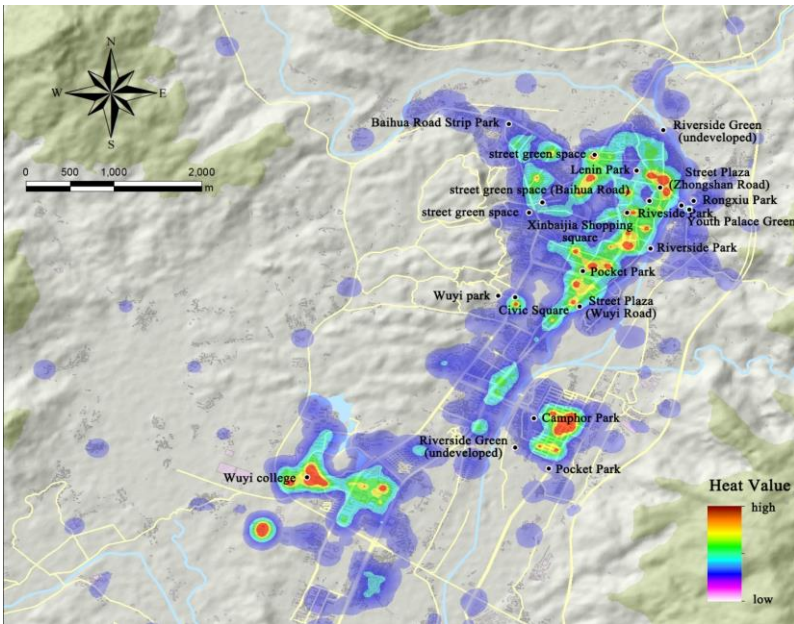 N
W
E
S
0
500
1,000
2,000
m
Baihua Road Strip Park
Riverside Green
(undeveloped)
street green space
Lenin Park
Street Plaza
(Zhongshan Road)
street green space (Baihua Road)
Rongxiu Park
street green space
Riveside Park
Youth Palace Green
Xinbaijia Shopping
square
Riverside Park
Pocket Park
Wuyi park
Civic Square
Street Plaza
(Wuyi Road)
Camphor Park
Riverside Green
(undeveloped)
Pocket Park
Wuyi college
Heat Value
high
low